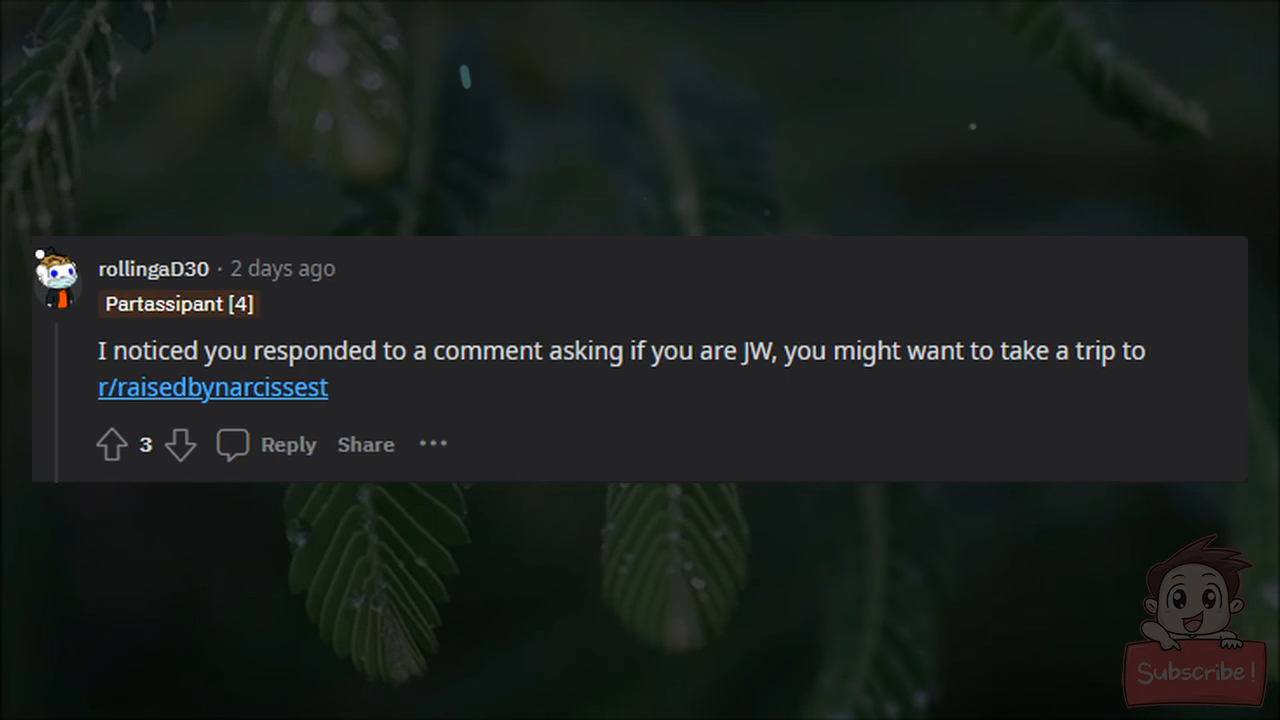 rollingaD30 · 2 days ago
Partassipant [4]
I noticed you responded to a comment asking if you are JW, you might want to take a trip to
r/raisedbynarcissest
3 Reply Share ···
Subscribe!